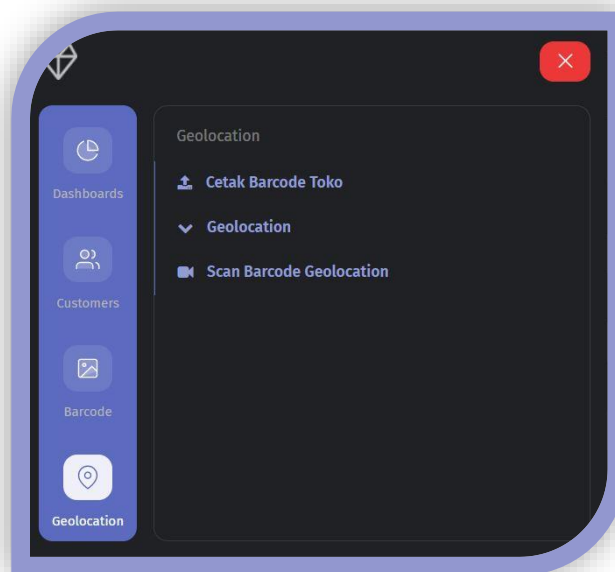 Dashboards
Customers
Barcode
Geolocation
Geolocation
Cetak Barcode Toko
Geolocation
Scan Barcode Geolocation